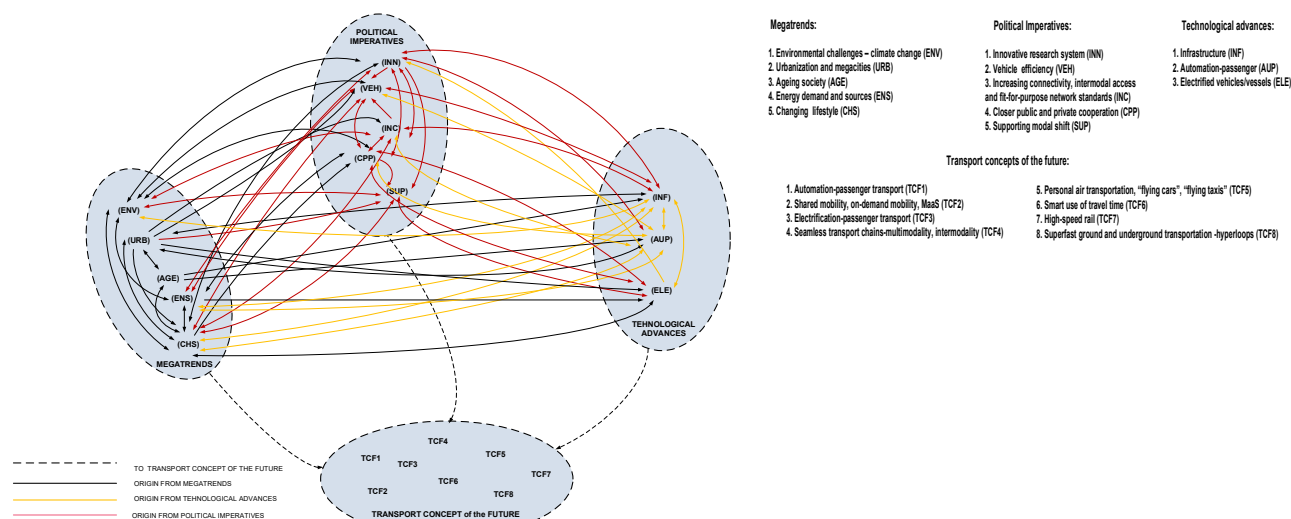 POLITICAL
IMPERATIVES
(INN)
(VEH)
(INC)
(CPP)
(SUP)
(ENV)
(URB)
(AGE)
(ENS)
(CHS)
MEGATRENDS
(INF)
(AUP)
(ELE)
TEHNOLOGICAL
ADVANCES
TCF4
TCF1
TCF3
TCF5
TCF6
TCF7
TCF2
TCF8
TRANSPORT CONCEPT of the FUTURE
TO TRANSPORT CONCEPT OF THE FUTURE
ORIGIN FROM MEGATRENDS
ORIGIN FROM TEHNOLOGICAL ADVANCES
ORIGIN FROM POLITICAL IMPERATIVES
Megatrends:
1. Environmental challenges – climate change (ENV)
2. Urbanization and megacities (URB)
3. Ageing society (AGE)
4. Energy demand and sources (ENS)
5. Changing lifestyle (CHS)
Political Imperatives:
1. Innovative research system (INN)
2. Vehicle efficiency (VEH)
3. Increasing connectivity, intermodal access
and fit-for-purpose network standards (INC)
4. Closer public and private cooperation (CPP)
5. Supporting modal shift (SUP)
Technological advances:
1. Infrastructure (INF)
2. Automation-passenger (AUP)
3. Electrified vehicles/vessels (ELE)
Transport concepts of the future:
1. Automation-passenger transport (TCF1)
2. Shared mobility, on-demand mobility, MaaS (TCF2)
3. Electrification-passenger transport (TCF3)
4. Seamless transport chains-multimodality, intermodality (TCF4)
5. Personal air transportation, “flying cars”, “flying taxis” (TCF5)
6. Smart use of travel time (TCF6)
7. High-speed rail (TCF7)
8. Superfast ground and underground transportation -hyperloops (TCF8)